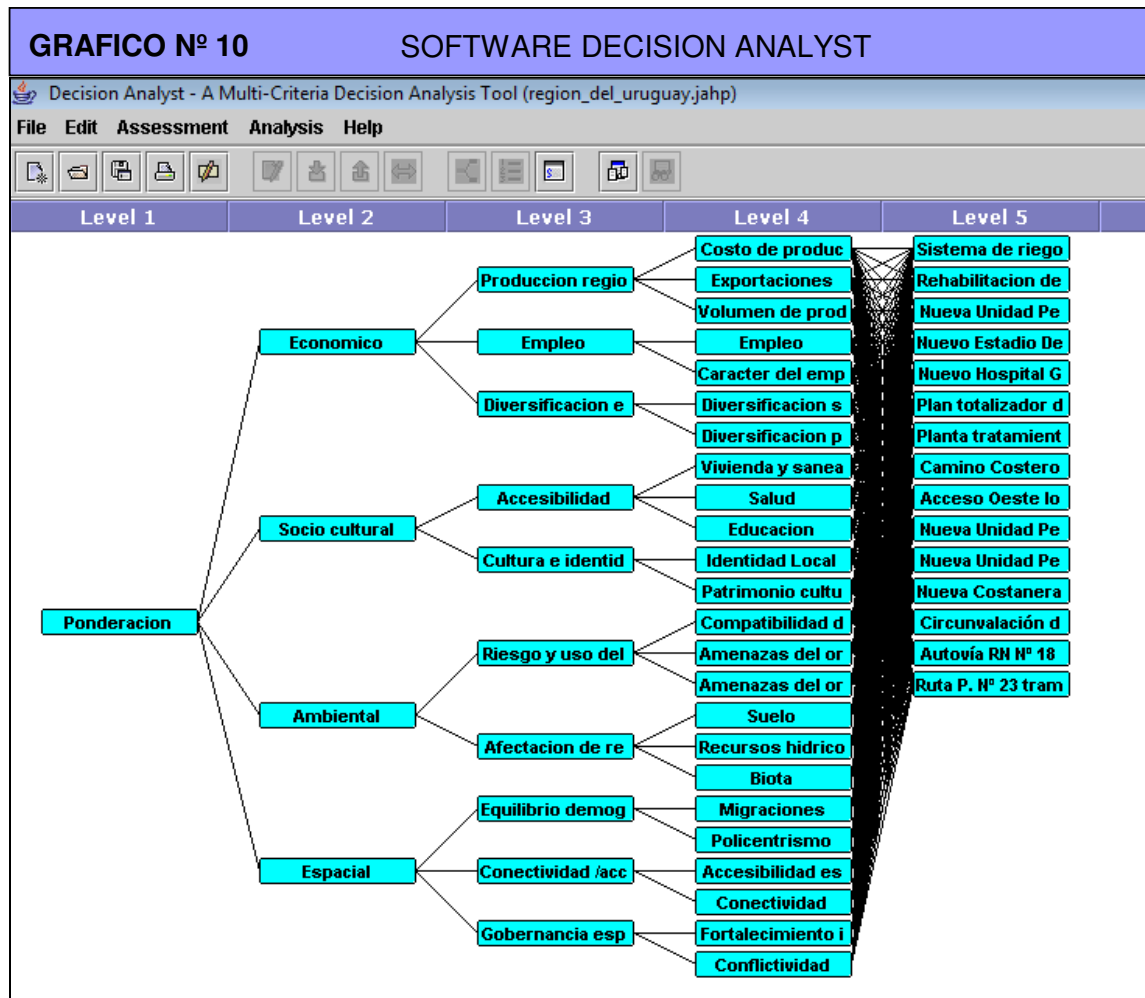 GRAFICO Nº 10 SOFTWARE DECISION ANALYST
Decision Analyst - A Multi-Criteria Decision Analysis Tool (region_del_uruguay.jahp)
File Edit Assessment Analysis Help
Level 1 Level 2 Level 3 Level 4 Level 5
Ponderacion
Economico
Socio cultural
Ambiental
Espacial
Produccion regio
Empleo
Diversificacion e
Accesibilidad
Cultura e identid
Riesgo y uso del
Afectacion de re
Equilibrio demog
Conectividad /acc
Gobernancia esp
Costo de produc
Exportaciones
Volumen de prod
Empleo
Caracter del emp
Diversificacion s
Diversificacion p
Vivienda y sanea
Salud
Educacion
Identidad Local
Patrimonio cultu
Compatibilidad d
Amenazas del or
Amenazas del or
Suelo
Recursos hidrico
Biota
Migraciones
Policentrismo
Accesibilidad es
Conectividad
Fortalecimiento i
Conflictividad
Sistema de riego
Rehabilitacion de
Nueva Unidad Pe
Nuevo Estadio De
Nuevo Hospital G
Plan totalizador d
Planta tratamient
Camino Costero
Acceso Oeste lo
Nueva Unidad Pe
Nueva Unidad Pe
Nueva Costanera
Circunvalación d
Autovía RN Nº 18
Ruta P. Nº 23 tram